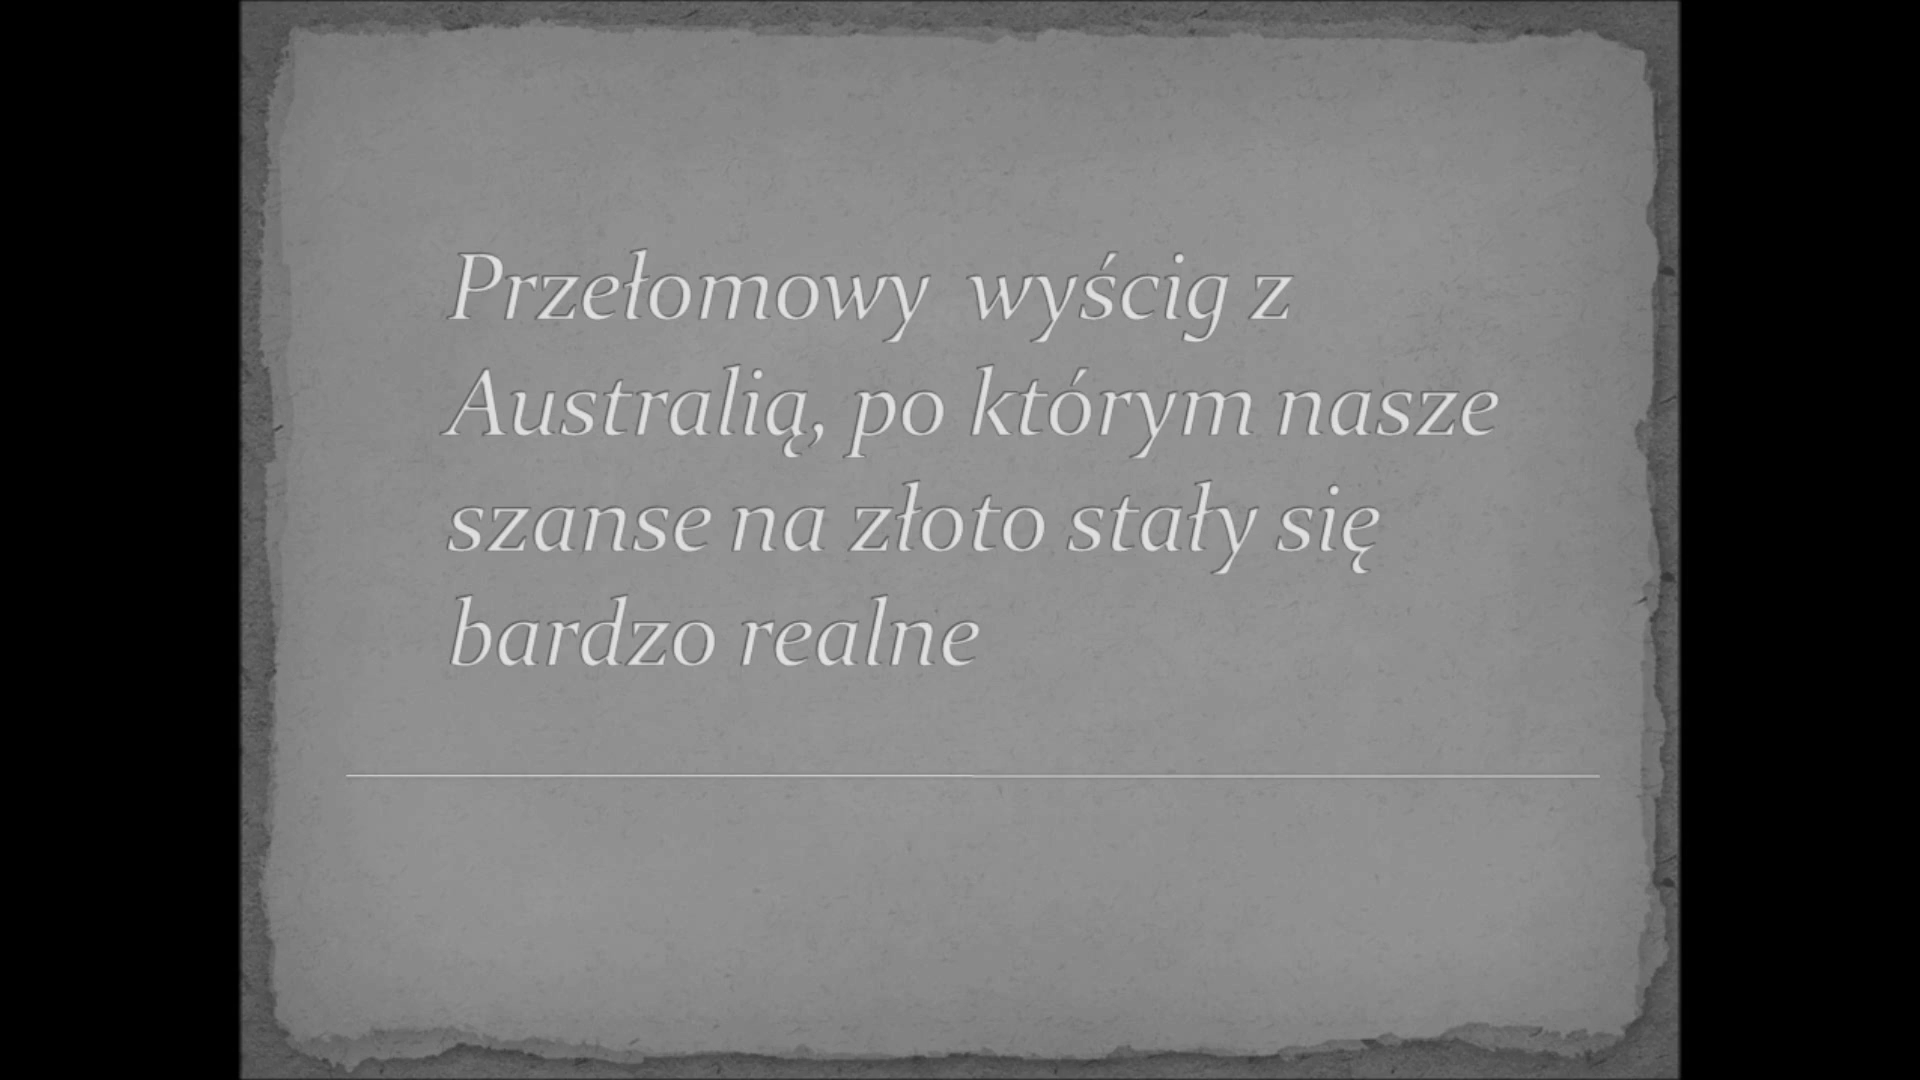 Przełomowy  wyścig z
Australią, po którym nasze
szanse na złoto stały się
bardzo realne